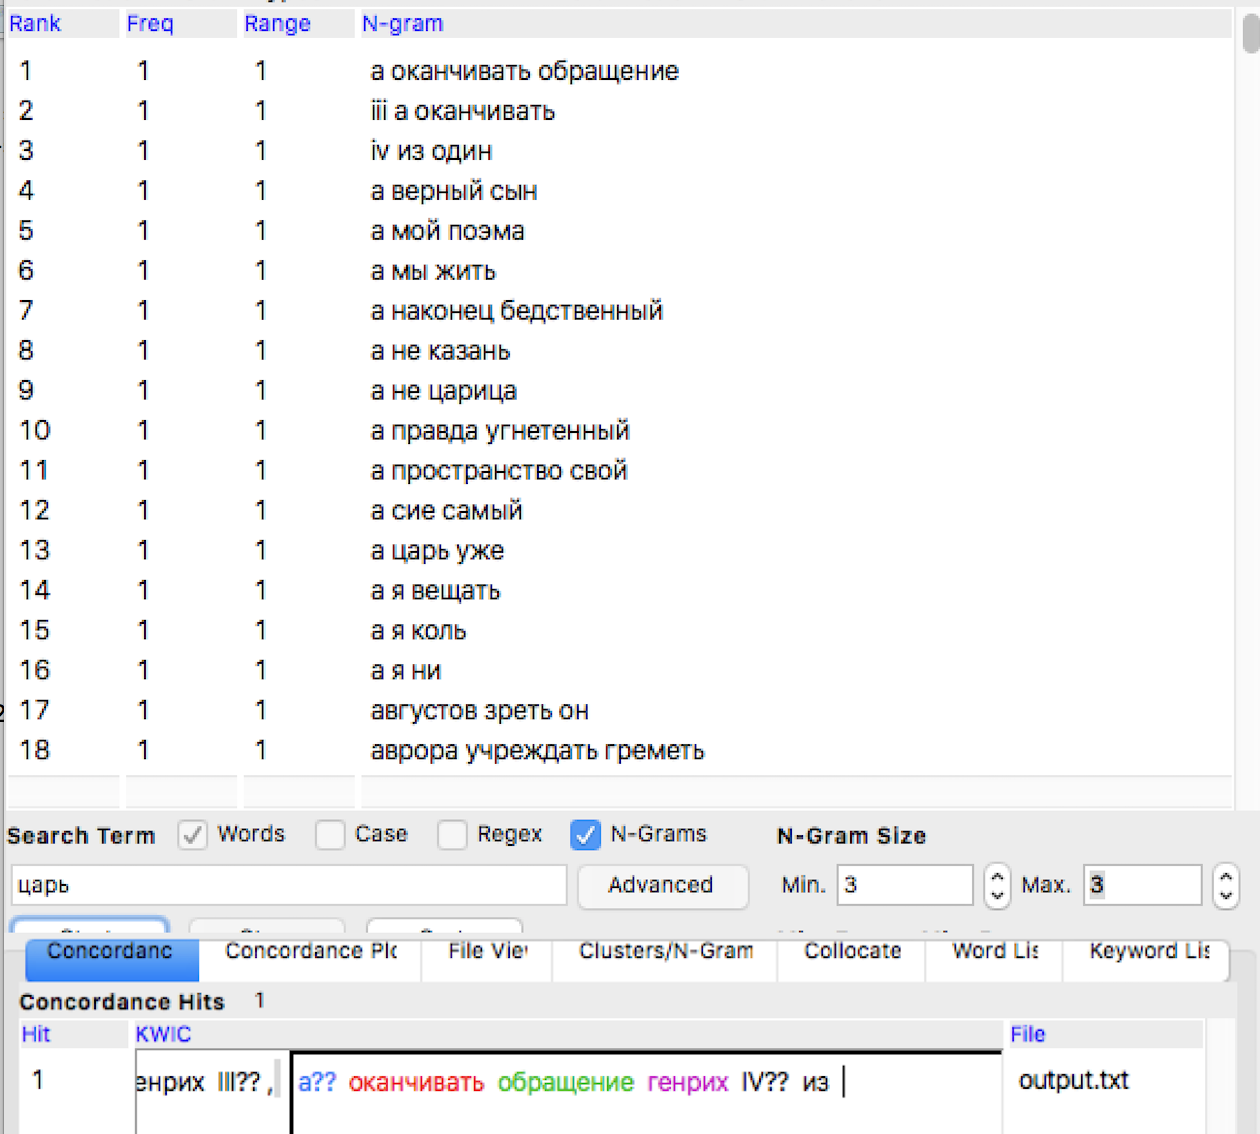 Rank Freq Range N-gram
1 1 1 а оканчивать обращение
2 1 1 iii а оканчивать
3 1 1 iv из один
4 1 1 а верный сын
5 1 1 а мой поэма
6 1 1 а мы жить
7 1 1 а наконец бедственный
8 1 1 а не казань
9 1 1 а не царица
10 1 1 а правда угнетенный
11 1 1 а пространство свой
12 1 1 а сие самый
13 1 1 а царь уже
14 1 1 а я вещать
15 1 1 а я коль
16 1 1 а я ни
17 1 1 августов зреть он
18 1 1 аврора учреждать греметь
Search Term Words Case Regex N-Grams N-Gram Size
царь Advanced Min. 3 Max. 3
Concordanc Concordance Plc File Vie Clusters/N-Gram Collocate Word Lis Keyword Lis
Concordance Hits 1
Hit KWIC File
1 енрих III?? , а?? оканчивать обращение генрих IV?? из output.txt